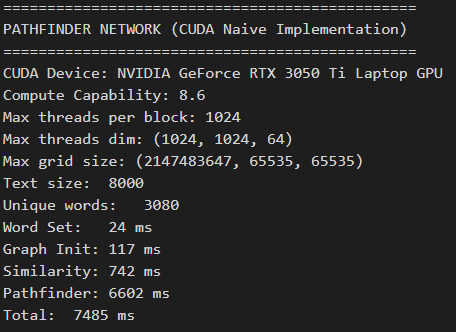 ===============================================
PATHFINDER NETWORK (CUDA Naive Implementation)
===============================================
CUDA Device: NVIDIA GeForce RTX 3050 Ti Laptop GPU
Compute Capability: 8.6
Max threads per block: 1024
Max threads dim: (1024, 1024, 64)
Max grid size: (2147483647, 65535, 65535)
Text size:  8000
Unique words:   3080
Word Set:   24 ms
Graph Init: 117 ms
Similarity: 742 ms
Pathfinder: 6602 ms
Total:  7485 ms